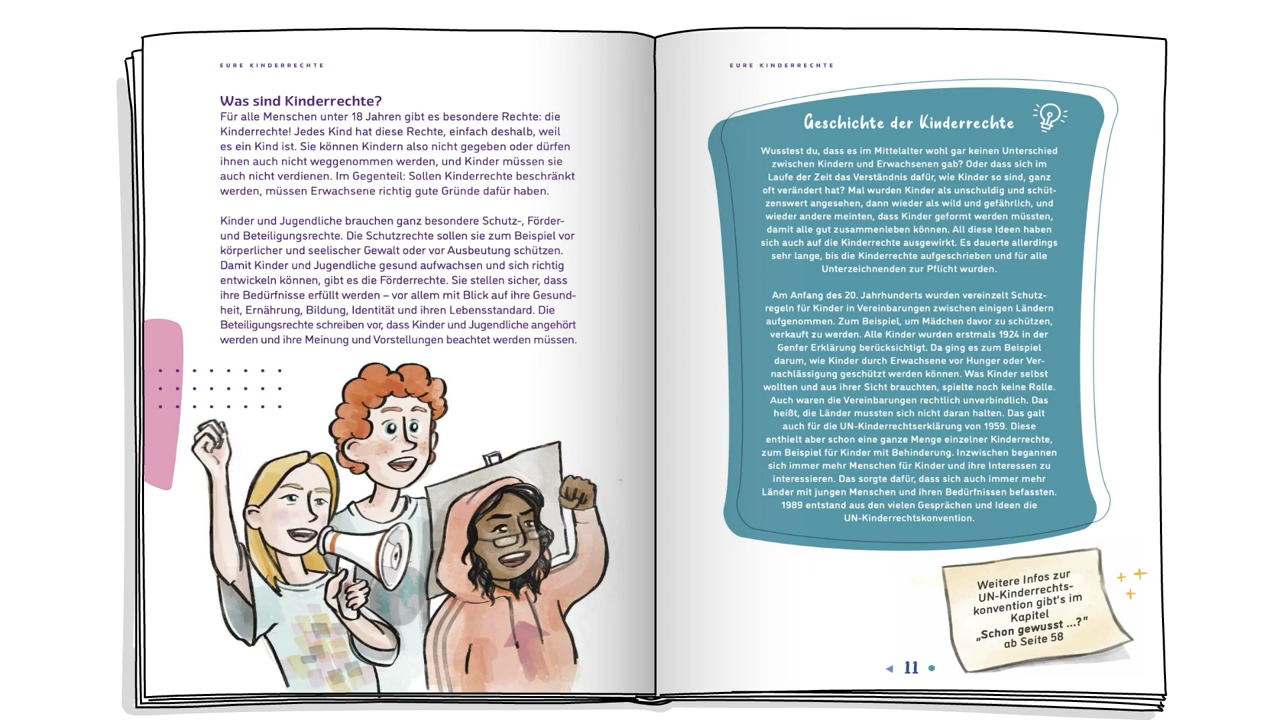 EURE KINDERRECHTE
Was sind Kinderrechte?
Für alle Menschen unter 18 Jahren gibt es besondere Rechte: die
Kinderrechte! Jedes Kind hat diese Rechte, einfach deshalb, weil
es ein Kind ist. Sie können Kindern also nicht gegeben oder dürfen
ihnen auch nicht weggenommen werden, und Kinder müssen sie
auch nicht verdienen. Im Gegenteil: Sollen Kinderrechte beschränkt
werden, müssen Erwachsene richtig gute Gründe dafür haben.
Kinder und Jugendliche brauchen ganz besondere Schutz-, Förder-
und Beteiligungsrechte. Die Schutzrechte sollen sie zum Beispiel vor
körperlicher und seelischer Gewalt oder vor Ausbeutung schützen.
Damit Kinder und Jugendliche gesund aufwachsen und sich richtig
entwickeln können, gibt es die Förderrechte. Sie stellen sicher, dass
ihre Bedürfnisse erfüllt werden – vor allem mit Blick auf ihre Gesund-
heit, Ernährung, Bildung, Identität und ihren Lebensstandard. Die
Beteiligungsrechte schreiben vor, dass Kinder und Jugendliche angehört
werden und ihre Meinung und Vorstellungen beachtet werden müssen.
EURE KINDERRECHTE
Geschichte der Kinderrechte
Wusstest du, dass es im Mittelalter wohl gar keinen Unterschied
zwischen Kindern und Erwachsenen gab? Oder dass sich im
Laufe der Zeit das Verständnis dafür, wie Kinder so sind, ganz
oft verändert hat? Mal wurden Kinder als unschuldig und schüt-
zenswert angesehen, dann wieder als wild und gefährlich, und
wieder andere meinten, dass Kinder geformt werden müssten,
damit alle gut zusammenleben können. All diese Ideen haben
sich auch auf die Kinderrechte ausgewirkt. Es dauerte allerdings
sehr lange, bis die Kinderrechte aufgeschrieben und für alle
Unterzeichnenden zur Pflicht wurden.
Am Anfang des 20. Jahrhunderts wurden vereinzelt Schutz-
regeln für Kinder in Vereinbarungen zwischen einigen Ländern
aufgenommen. Zum Beispiel, um Mädchen davor zu schützen,
verkauft zu werden. Alle Kinder wurden erstmals 1924 in der
Genfer Erklärung berücksichtigt. Da ging es zum Beispiel
darum, wie Kinder durch Erwachsene vor Hunger oder Ver-
nachlässigung geschützt werden können. Was Kinder selbst
wollten und aus ihrer Sicht brauchten, spielte noch keine Rolle.
Auch waren die Vereinbarungen rechtlich unverbindlich. Das
heißt, die Länder mussten sich nicht daran halten. Das galt
auch für die UN-Kinderrechtserklärung von 1959. Diese
enthielt aber schon eine ganze Menge einzelner Kinderrechte,
zum Beispiel für Kinder mit Behinderung. Inzwischen begannen
sich immer mehr Menschen für Kinder und ihre Interessen zu
interessieren. Das sorgte dafür, dass sich auch immer mehr
Länder mit jungen Menschen und ihren Bedürfnissen befassten.
1989 entstand aus den vielen Gesprächen und Ideen die
UN-Kinderrechtskonvention.
Weitere Infos zur
UN-Kinderrechts-
konvention gibt's im
Kapitel
„Schon gewusst ...?"
ab Seite 58
11